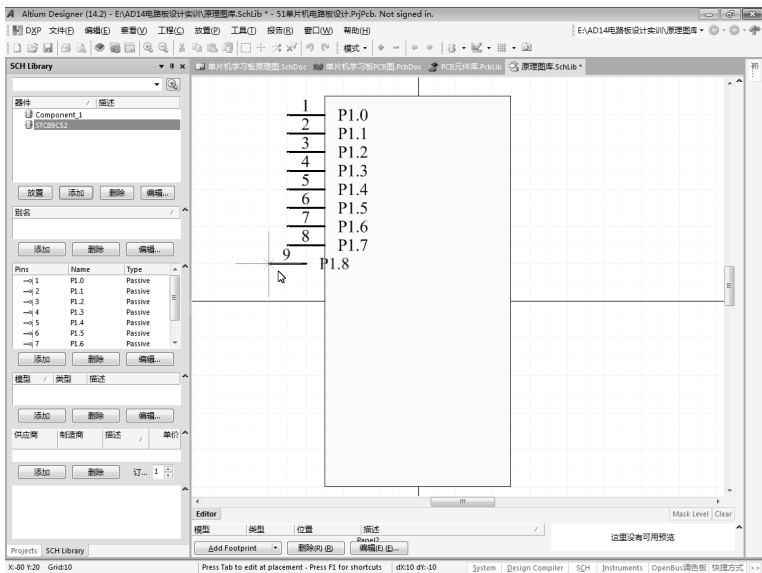 Altium Designer (14.2) - E:\AD14电路板设计实训\原理图库.SchLib * - 51单片机电路板设计.PrjPcb. Not signed in.
DXP 文件(F) 编辑(E) 察看(V) 工程(C) 放置(P) 工具(T) 报告(R) 窗口(W) 帮助(H) E:\AD14电路板设计实训\原理图库
模式
SCH Library 单片机学习板原理图.SchDoc 单片机学习板PCB图.PcbDoc PCB元件库.PcbLib 原理图库.SchLib *
器件 / 描述
Component_1
STC89C52
放置 添加 删除 编辑...
别名 /
添加 删除 编辑...
Pins Name Type
1 P1.0 Passive
2 P1.1 Passive
3 P1.2 Passive
4 P1.3 Passive
5 P1.4 Passive
6 P1.5 Passive
7 P1.6 Passive
添加 删除 编辑...
模型 / 类型 描述
添加 删除 编辑...
供应商 制造商 描述 / 单价
添加 删除 订... 1
Projects SCH Library
1 P1.0
2 P1.1
3 P1.2
4 P1.3
5 P1.4
6 P1.5
7 P1.6
8 P1.7
9 P1.8
Editor Mask Level Clear
模型 类型 位置 描述 /
Panel2
这里没有可用预览
Add Footprint 删除(R) (R) 编辑(E) (E)...
X:-80 Y:20 Grid:10 Press Tab to edit at placement - Press F1 for shortcuts dX:10 dY:-10 System Design Compiler SCH Instruments OpenBus调色板 快捷方式 >>